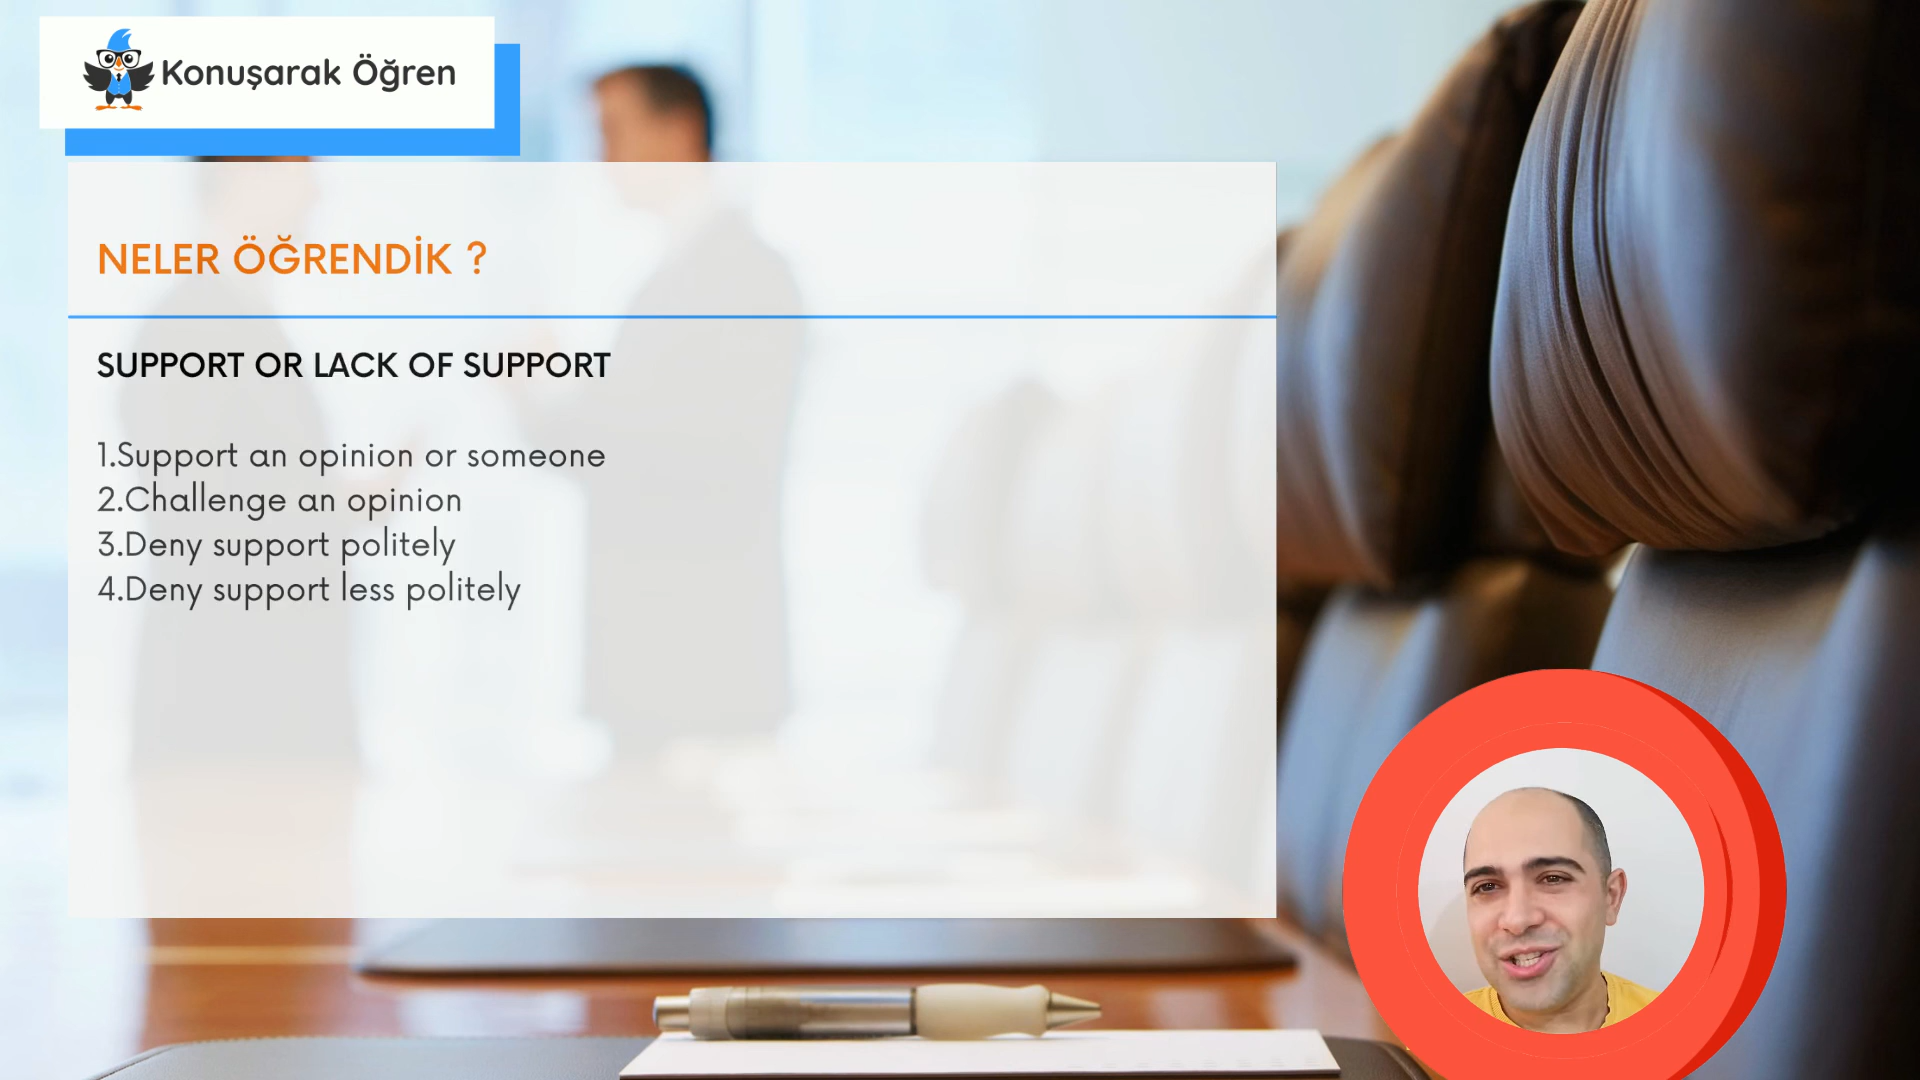 Konuşarak Öğren
NELER ÖĞRENDİK ?
SUPPORT OR LACK OF SUPPORT
1.Support an opinion or someone
2.Challenge an opinion
3.Deny support politely
4.Deny support less politely